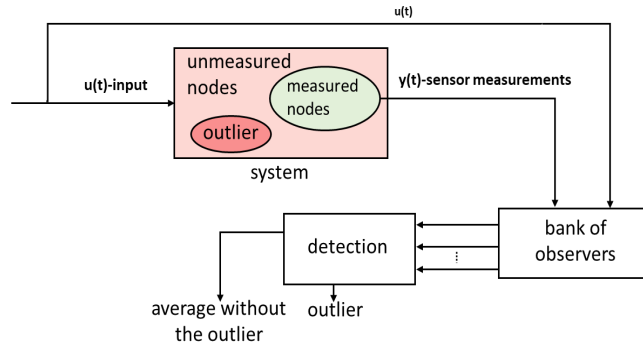 u(t)
u(t)-input
unmeasured
nodes
measured
nodes
outlier
y(t)-sensor measurements
system
bank of
observers
detection
average without
the outlier
outlier